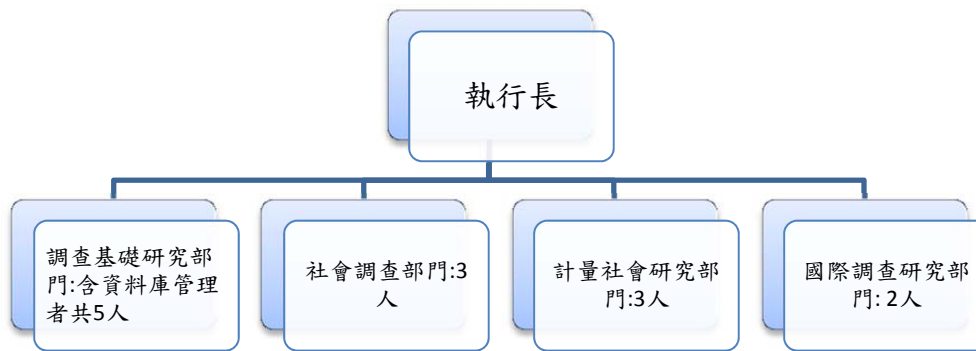 執行長
調查基礎研究部
門:含資料庫管理
者共5人
社會調查部門:3
人
計量社會研究部
門:3人
國際調查研究部
門: 2人